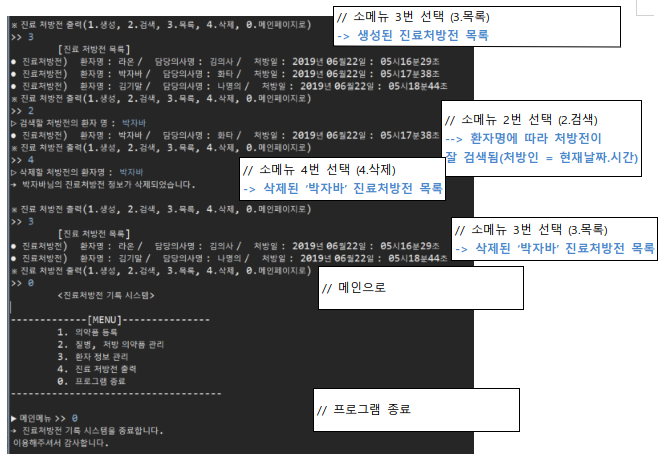 ※ 진료 처방전 출력(1.생성, 2.검색, 3.목록, 4.삭제, 0.메인페이지로)
>> 3
[진료 처방전 목록]
● 진료처방전) 환자명 : 라온 / 담당의사명 : 김의사 / 처방일 : 2019년 06월22일 : 05시16분29초
● 진료처방전) 환자명 : 박자바 / 담당의사명 : 화타 / 처방일 : 2019년 06월22일 : 05시17분38초
● 진료처방전) 환자명 : 김기말 / 담당의사명 : 나명의 / 처방일 : 2019년 06월22일 : 05시18분44초
※ 진료 처방전 출력(1.생성, 2.검색, 3.목록, 4.삭제, 0.메인페이지로)
>> 2
▷ 검색할 처방전의 환자 명 : 박자바
● 진료처방전) 환자명 : 박자바 / 담당의사명 : 화타 / 처방일 : 2019년 06월22일 : 05시17분38초
※ 진료 처방전 출력(1.생성, 2.검색, 3.목록, 4.삭제, 0.메인페이지로)
>> 4
▷ 삭제할 처방전의 환자명 : 박자바
→ 박자바님의 진료처방전 정보가 삭제되었습니다.
※ 진료 처방전 출력(1.생성, 2.검색, 3.목록, 4.삭제, 0.메인페이지로)
>> 3
[진료 처방전 목록]
● 진료처방전) 환자명 : 라온 / 담당의사명 : 김의사 / 처방일 : 2019년 06월22일 : 05시16분29초
● 진료처방전) 환자명 : 김기말 / 담당의사명 : 나명의 / 처방일 : 2019년 06월22일 : 05시18분44초
※ 진료 처방전 출력(1.생성, 2.검색, 3.목록, 4.삭제, 0.메인페이지로)
>> 0
<진료처방전 기록 시스템>
-------------[MENU]---------------
1. 의약품 등록
2. 질병, 처방 의약품 관리
3. 환자 정보 관리
4. 진료 처방전 출력
0. 프로그램 종료
----------------------------------
▶ 메인메뉴 >> 0
→ 진료처방전 기록 시스템을 종료합니다.
이용해주셔서 감사합니다.
// 소메뉴 3번 선택 (3.목록)
-> 생성된 진료처방전 목록
// 소메뉴 2번 선택 (2.검색)
--> 환자명에 따라 처방전이
잘 검색됨(처방인 = 현재날짜.시간)
// 소메뉴 4번 선택 (4.삭제)
-> 삭제된 ‘박자바’ 진료처방전 목록
// 소메뉴 3번 선택 (3.목록)
-> 삭제된 ‘박자바’ 진료처방전 목록
// 메인으로
// 프로그램 종료